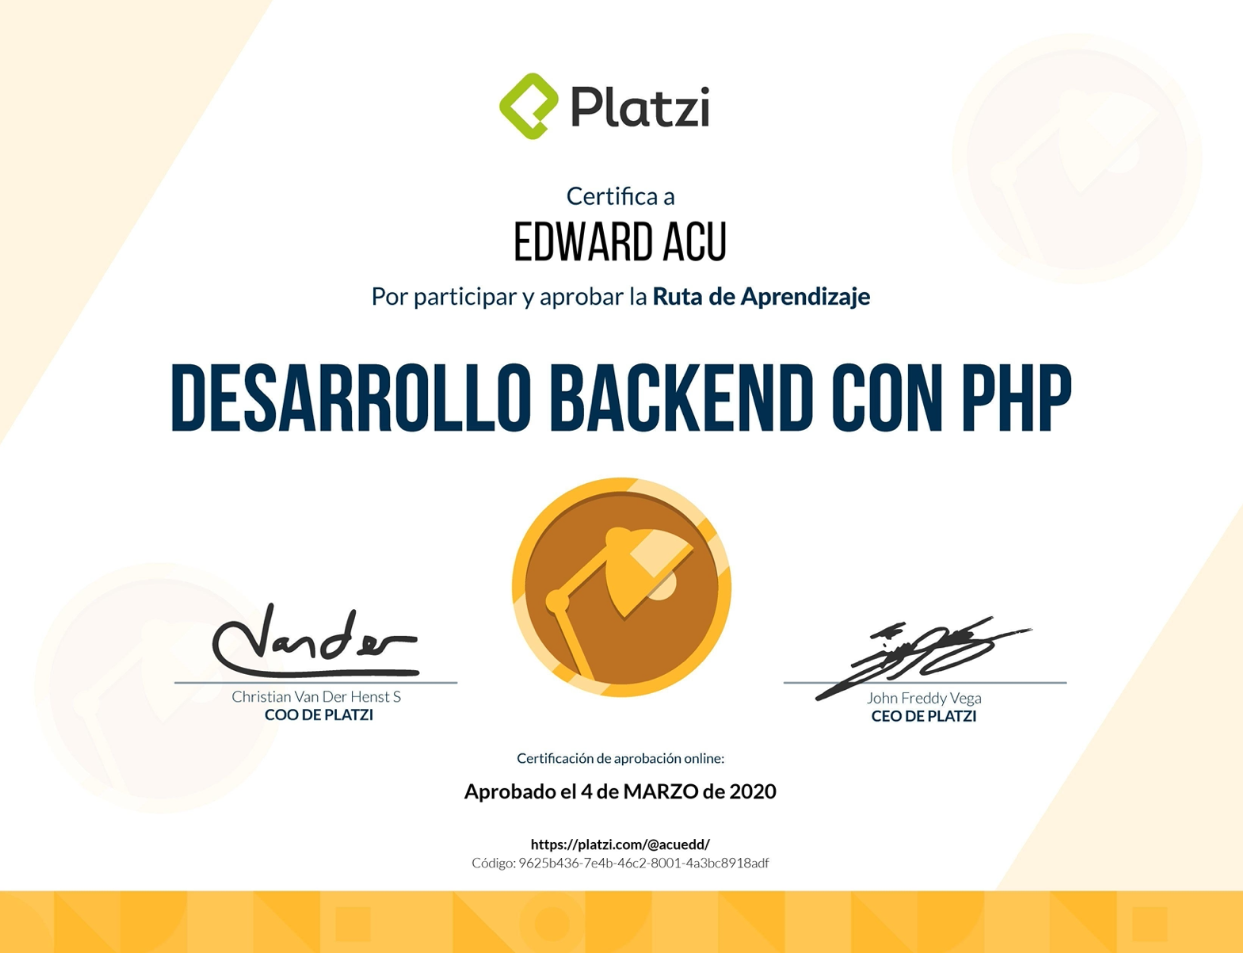 Platzi
Certifica a
EDWARD ACU
Por participar y aprobar la Ruta de Aprendizaje
DESARROLLO BACKEND CON PHP
Vander
Christian Van Der Henst S
COO DE PLATZI
John Freddy Vega
CEO DE PLATZI
Certificación de aprobación online:
Aprobado el 4 de MARZO de 2020
https://platzi.com/@acuedd/
Código: 9625b436-7e4b-46c2-8001-4a3bc8918adf